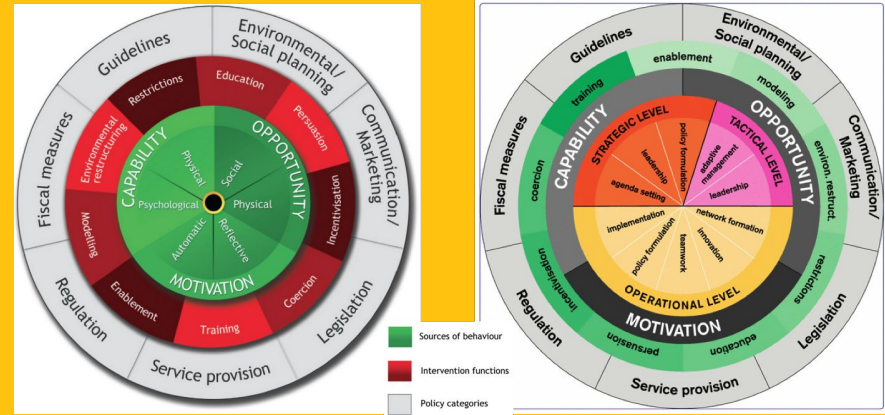 Environmental/
Social planning
Guidelines
Communication/
Marketing
Fiscal measures
Legislation
Regulation
Service provision
Restrictions
Education
Persuasion
Environmental
restructuring
Incentivisation
Modelling
Coercion
Enablement
Training
CAPABILITY
OPPORTUNITY
MOTIVATION
Physical
Social
Psychological
Physical
Automatic
Reflective
Sources of behaviour
Intervention functions
Policy categories
Environmental/
Social planning
Guidelines
Communication/
Marketing
Fiscal measures
Legislation
Regulation
Service provision
enablement
training
modeling
coercion
environ. restruct.
incentivisation
restrictions
persuasion
education
CAPABILITY
OPPORTUNITY
MOTIVATION
STRATEGIC LEVEL
TACTICAL LEVEL
OPERATIONAL LEVEL
policy formulation
leadership
agenda setting
adaptive
management
leadership
implementation
policy formulation
teamwork
innovation
network formation